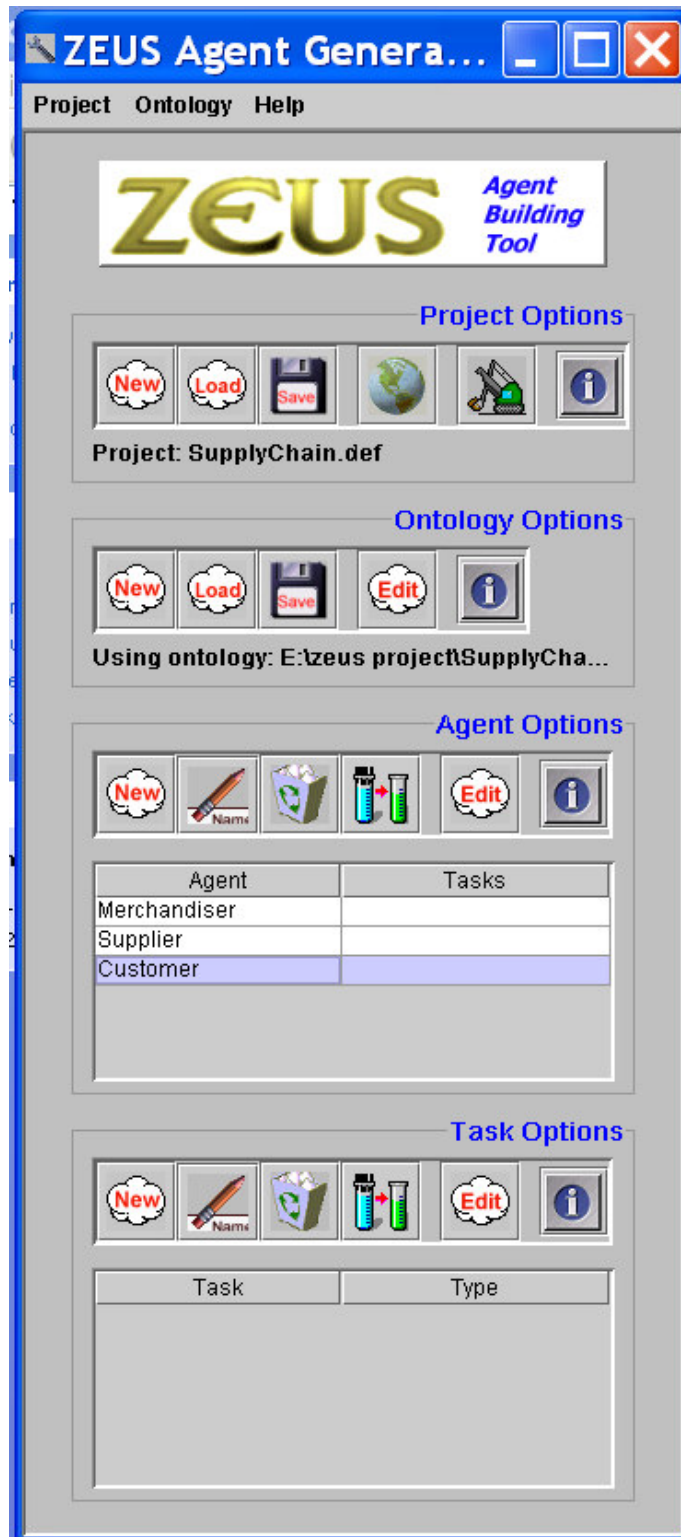 ZEUS Agent Genera...
Project Ontology Help
ZEUS Agent
Building
Tool
Project Options
New Load Save
Project: SupplyChain.def
Ontology Options
New Load Save Edit
Using ontology: E:\zeus project\SupplyCha...
Agent Options
New Name Edit
Agent Tasks
Merchandiser
Supplier
Customer
Task Options
New Name Edit
Task Type